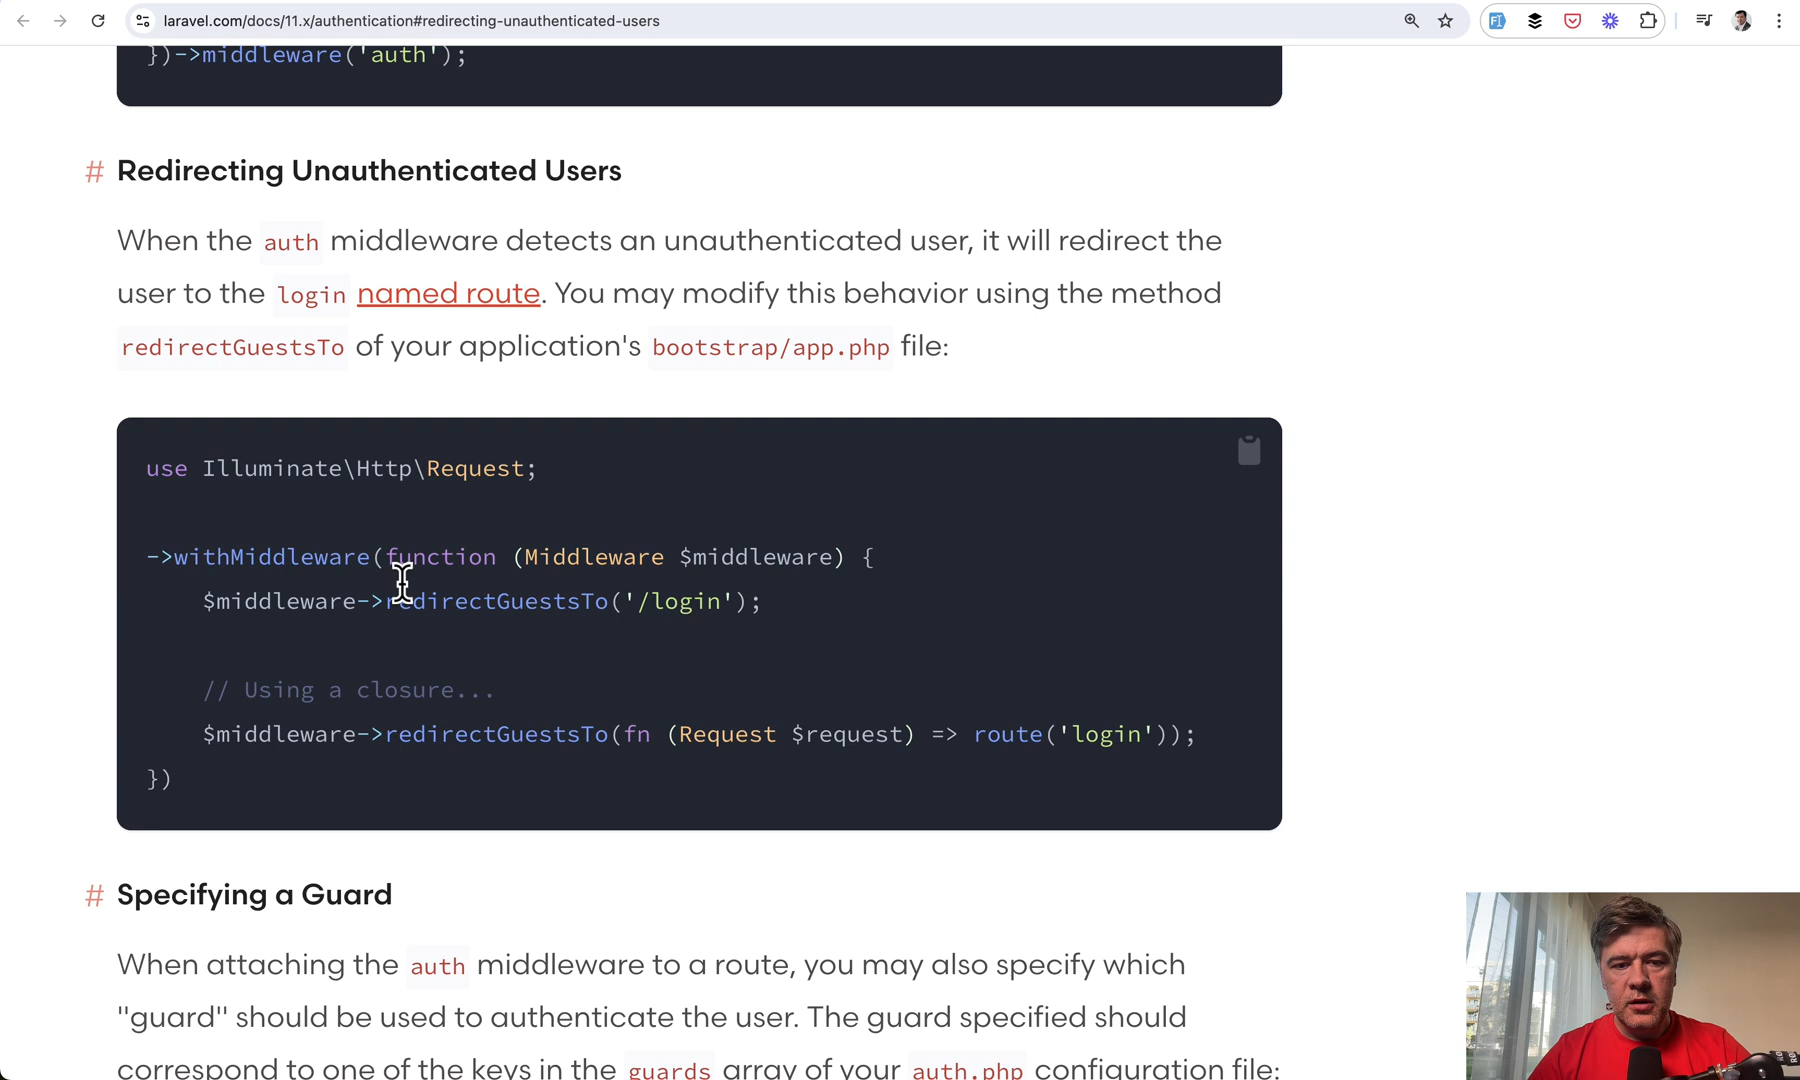 laravel.com/docs/11.x/authentication#redirecting-unauthenticated-users
})->middleware('auth');
# Redirecting Unauthenticated Users
When the auth middleware detects an unauthenticated user, it will redirect the
user to the login named route. You may modify this behavior using the method
redirectGuestsTo of your application's bootstrap/app.php file:
use Illuminate\Http\Request;
->withMiddleware(function (Middleware $middleware) {
$middleware->redirectGuestsTo('/login');
// Using a closure...
$middleware->redirectGuestsTo(fn (Request $request) => route('login'));
})
# Specifying a Guard
When attaching the auth middleware to a route, you may also specify which
"guard" should be used to authenticate the user. The guard specified should
correspond to one of the keys in the guards array of your auth.php configuration file: